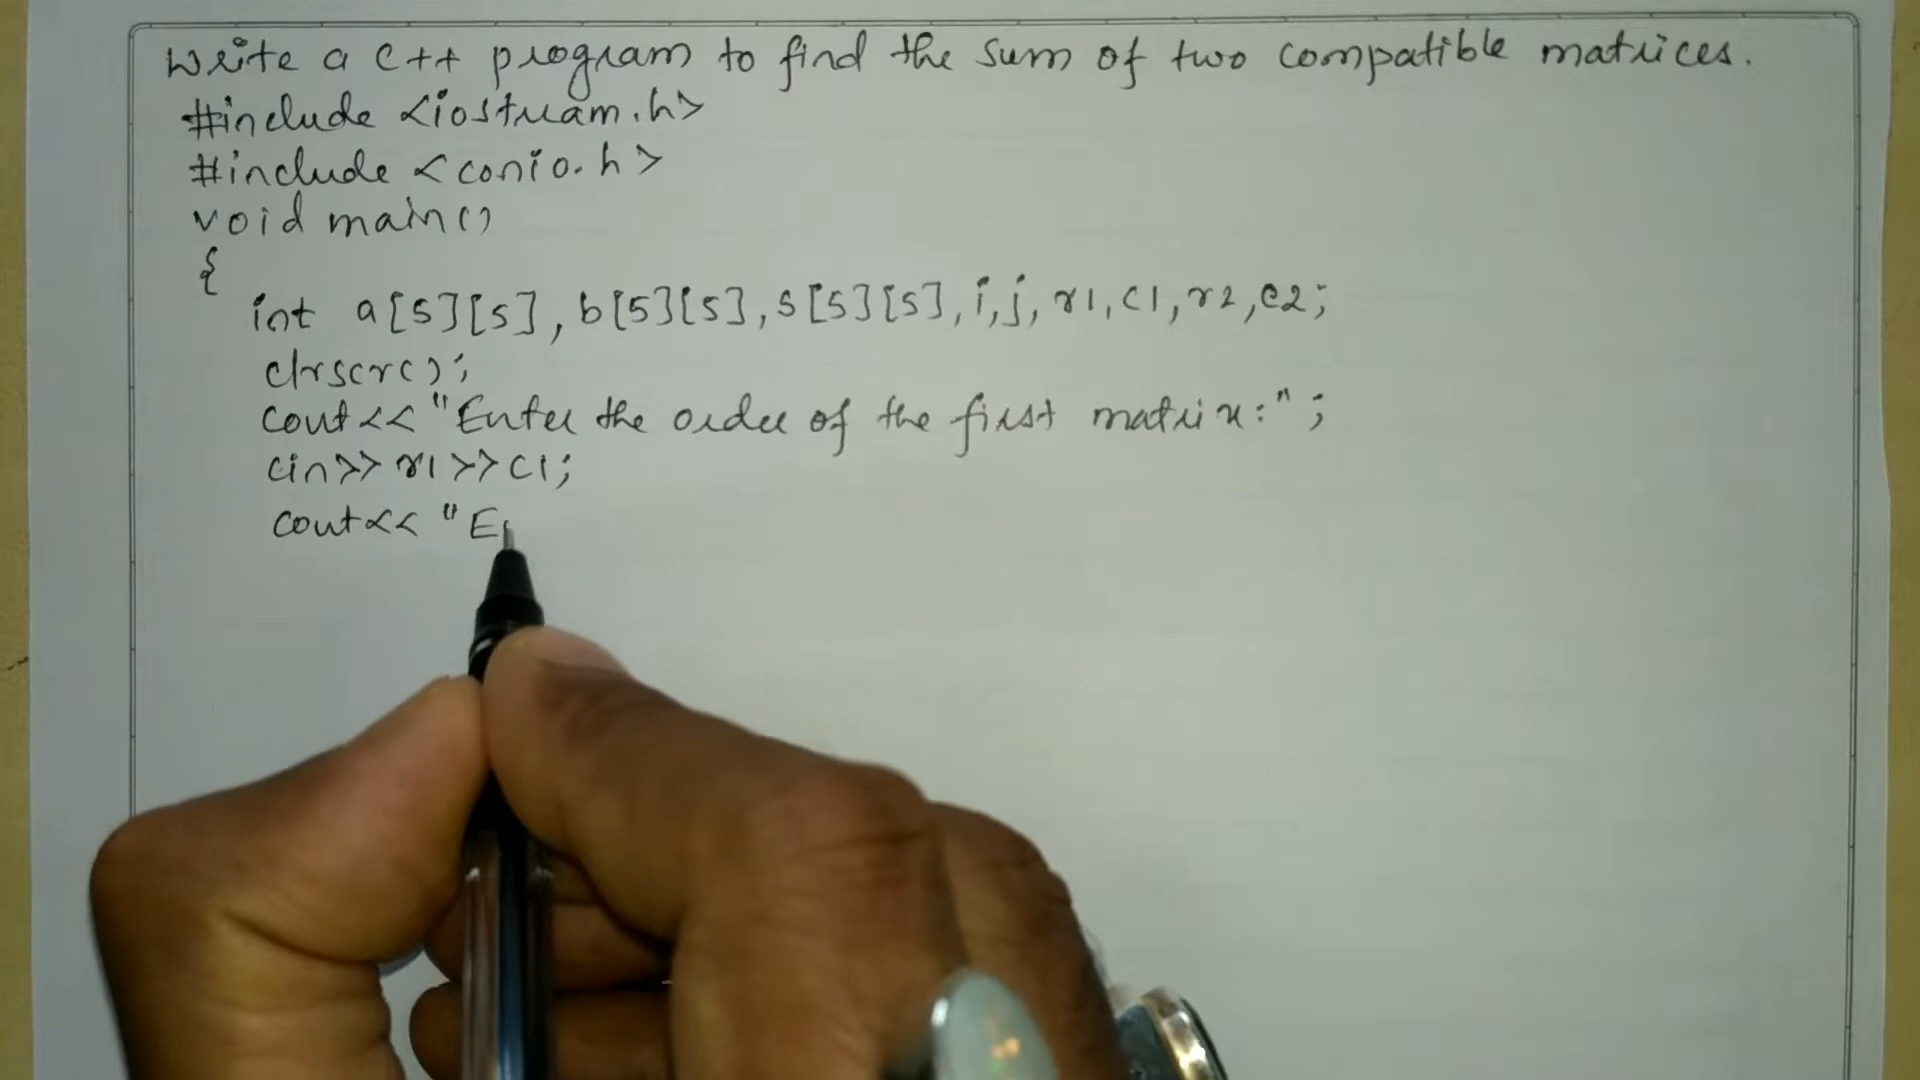 Write a C++ program to find the sum of two compatible matrices.
#include <iostream.h>
#include <conio.h>
void main()
{
int a[5][5], b[5][5], s[5][5], i, j, r1, c1, r2, c2;
clrscr();
cout<<"Enter the order of the first matrix:";
cin>>r1>>c1;
cout<< "E